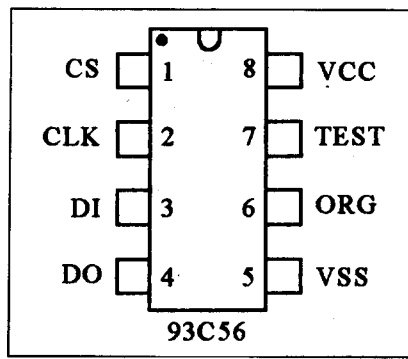 CS 1 8 VCC
CLK 2 7 TEST
DI 3 6 ORG
DO 4 5 VSS
93C56